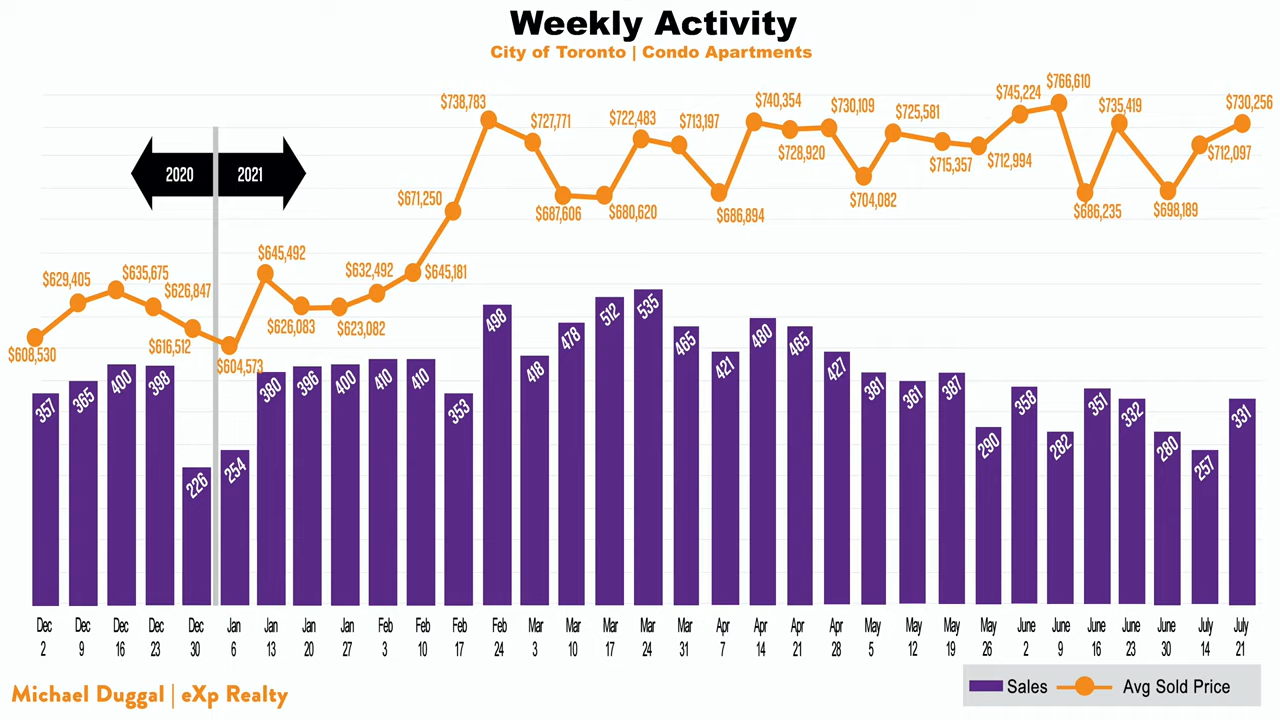 Weekly Activity
City of Toronto | Condo Apartments
2020
2021
$608,530
$629,405
$635,675
$616,512
$626,847
$604,573
$645,492
$626,083
$623,082
$632,492
$645,181
$671,250
$738,783
$727,771
$687,606
$680,620
$722,483
$713,197
$686,894
$740,354
$728,920
$730,109
$704,082
$725,581
$715,357
$712,994
$745,224
$766,610
$686,235
$735,419
$698,189
$712,097
$730,256
357
365
400
398
226
254
380
396
400
410
410
353
498
418
478
512
535
465
421
480
465
427
381
361
387
290
358
282
351
332
280
257
331
Dec 2
Dec 9
Dec 16
Dec 23
Dec 30
Jan 6
Jan 13
Jan 20
Jan 27
Feb 3
Feb 10
Feb 17
Feb 24
Mar 3
Mar 10
Mar 17
Mar 24
Mar 31
Apr 7
Apr 14
Apr 21
Apr 28
May 5
May 12
May 19
May 26
June 2
June 9
June 16
June 23
June 30
July 14
July 21
Michael Duggal | eXp Realty
Sales
Avg Sold Price